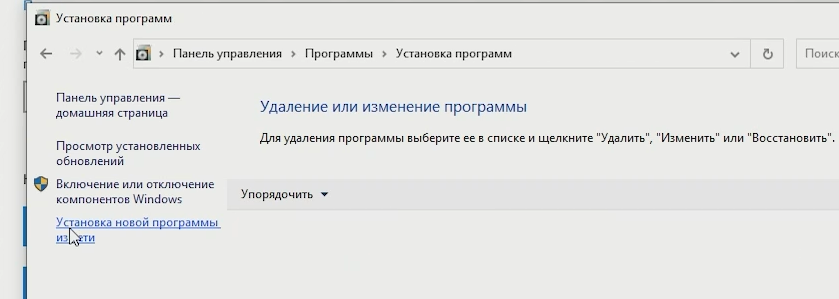 Установка программ
Панель управления > Программы > Установка программ
Поиск
Панель управления —
домашняя страница
Удаление или изменение программы
Для удаления программы выберите ее в списке и щелкните "Удалить", "Изменить" или "Восстановить".
Просмотр установленных
обновлений
Включение или отключение
компонентов Windows
Упорядочить
Установка новой программы
из сети